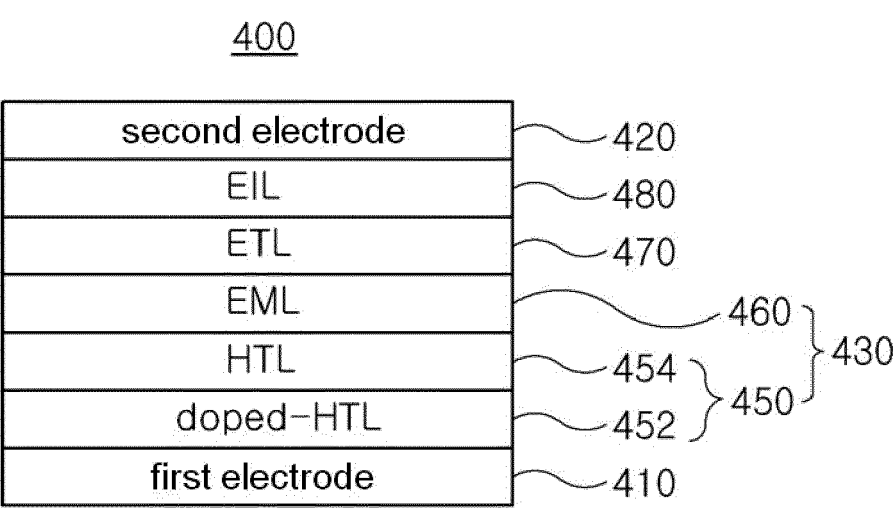 400
second electrode 420
EIL 480
ETL 470
EML 460
430
HTL 454
450
doped-HTL 452
first electrode 410